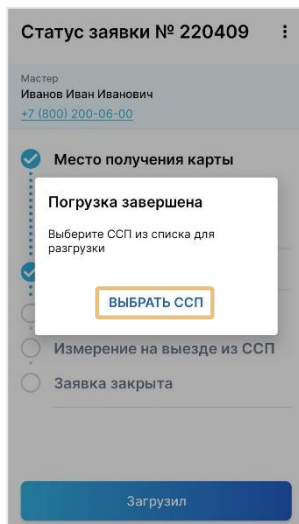 Статус заявки № 220409
Мастер
Иванов Иван Иванович
+7 (800) 200-06-00
Место получения карты
Погрузка завершена
Выберите ССП из списка для
разгрузки
ВЫБРАТЬ ССП
Измерение на выезде из ССП
Заявка закрыта
Загрузил